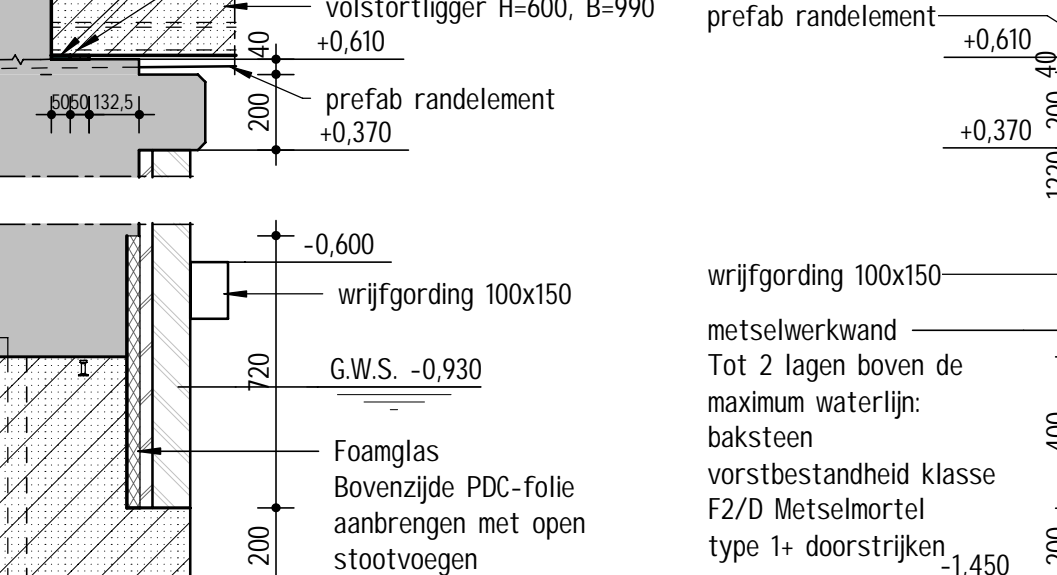 volstortligger H=600, B=990
+0,610
40
prefab randelement
5050,132,5
200
+0,370
-0,600
wrijfgording 100x150
720
G.W.S. -0,930
Foamglas
Bovenzijde PDC-folie
aanbrengen met open
stootvoegen
200
prefab randelement
+0,610
40
200
+0,370
1220
wrijfgording 100x150
metselwerkwand
Tot 2 lagen boven de
maximum waterlijn:
baksteen
vorstbestandheid klasse
F2/D Metselmortel
type 1+ doorstrijken
400
-1,450
200